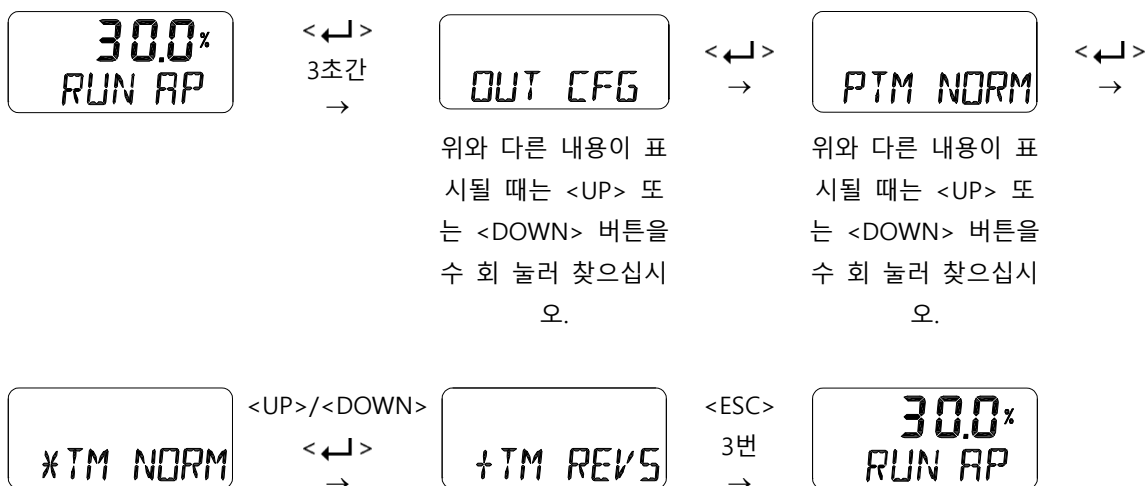 30.0%
RUN AP
<↵>
3초간
→
OUT CFG
<↵>
→
PTM NORM
<↵>
→
위와 다른 내용이 표
시될 때는 <UP> 또
는 <DOWN> 버튼을
수 회 눌러 찾으십시
오.
위와 다른 내용이 표
시될 때는 <UP> 또
는 <DOWN> 버튼을
수 회 눌러 찾으십시
오.
*TM NORM
<UP>/<DOWN>
<↵>
→
+TM REVS
<ESC>
3번
→
30.0%
RUN AP